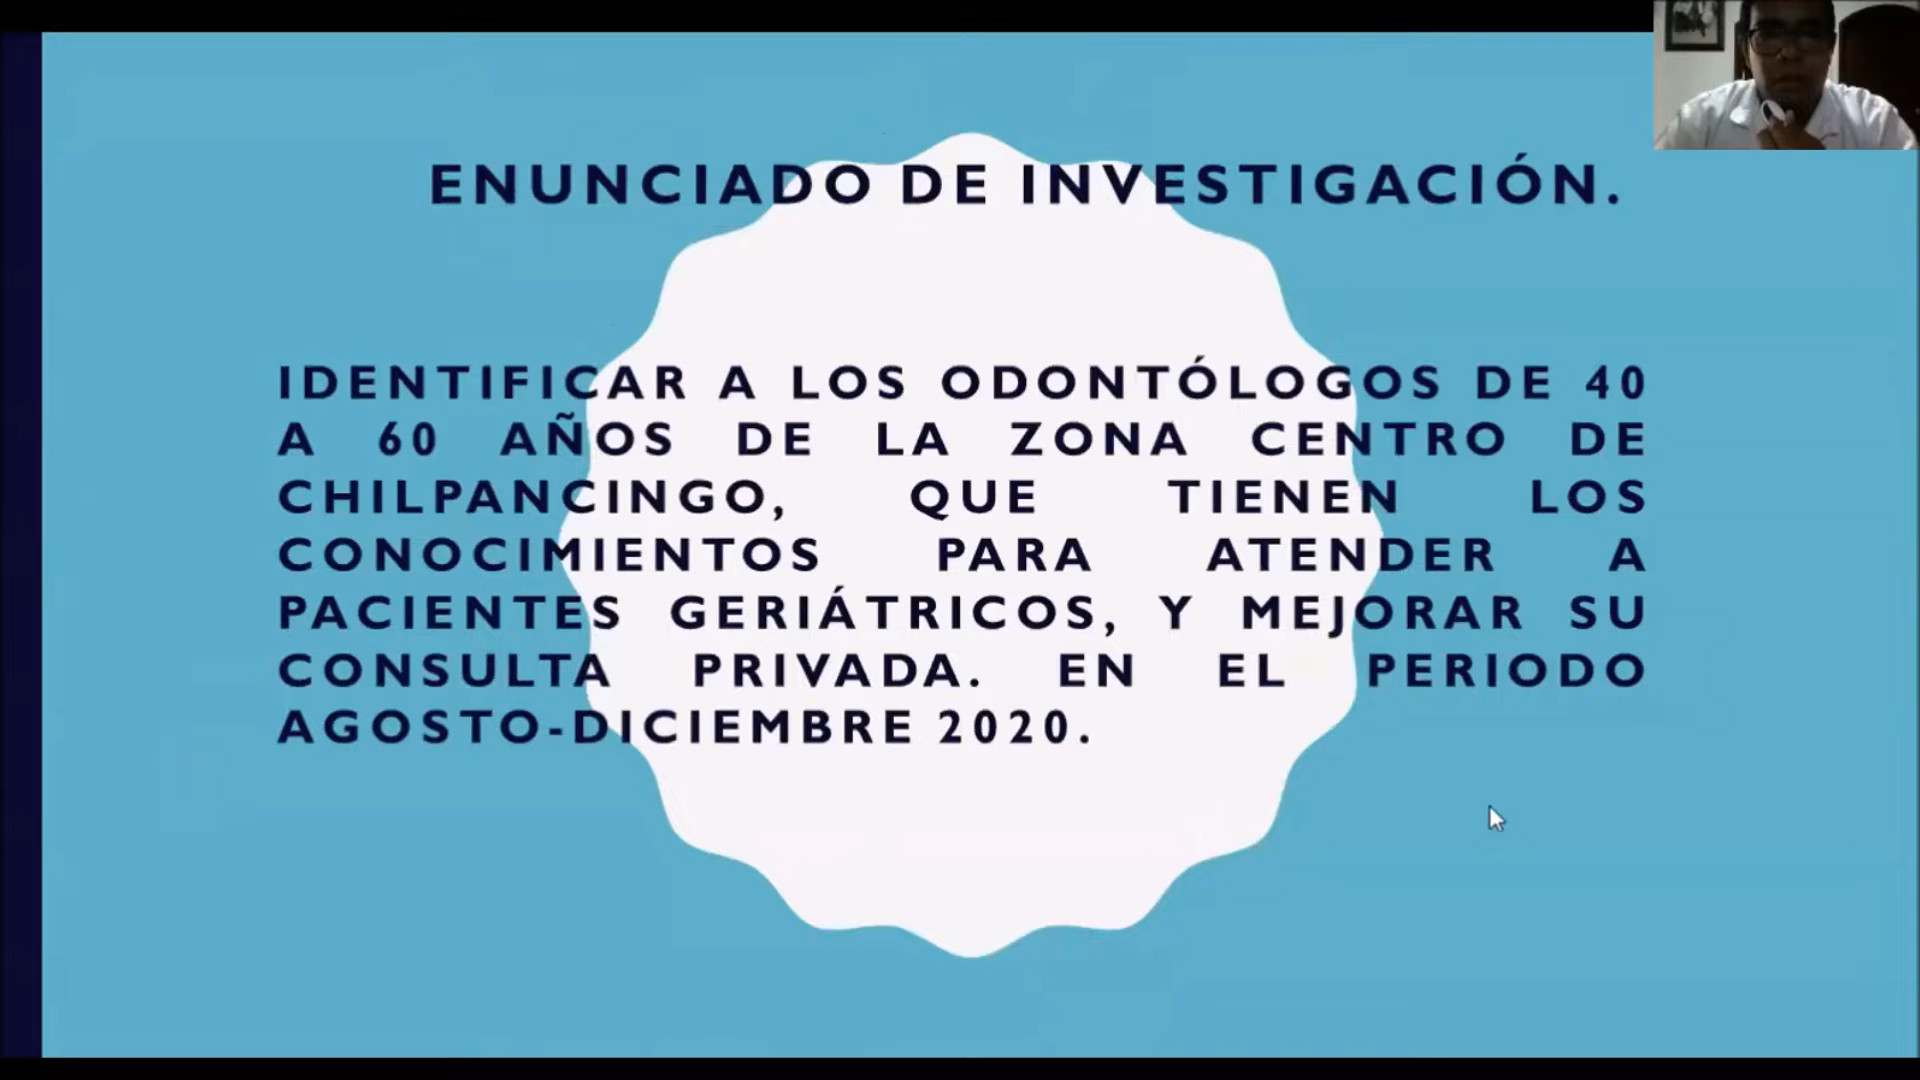 ENUNCIADO DE INVESTIGACIÓN.
IDENTIFICAR A LOS ODONTÓLOGOS DE 40
A 60 AÑOS DE LA ZONA CENTRO DE
CHILPANCINGO, QUE TIENEN LOS
CONOCIMIENTOS PARA ATENDER A
PACIENTES GERIÁTRICOS, Y MEJORAR SU
CONSULTA PRIVADA. EN EL PERIODO
AGOSTO-DICIEMBRE 2020.